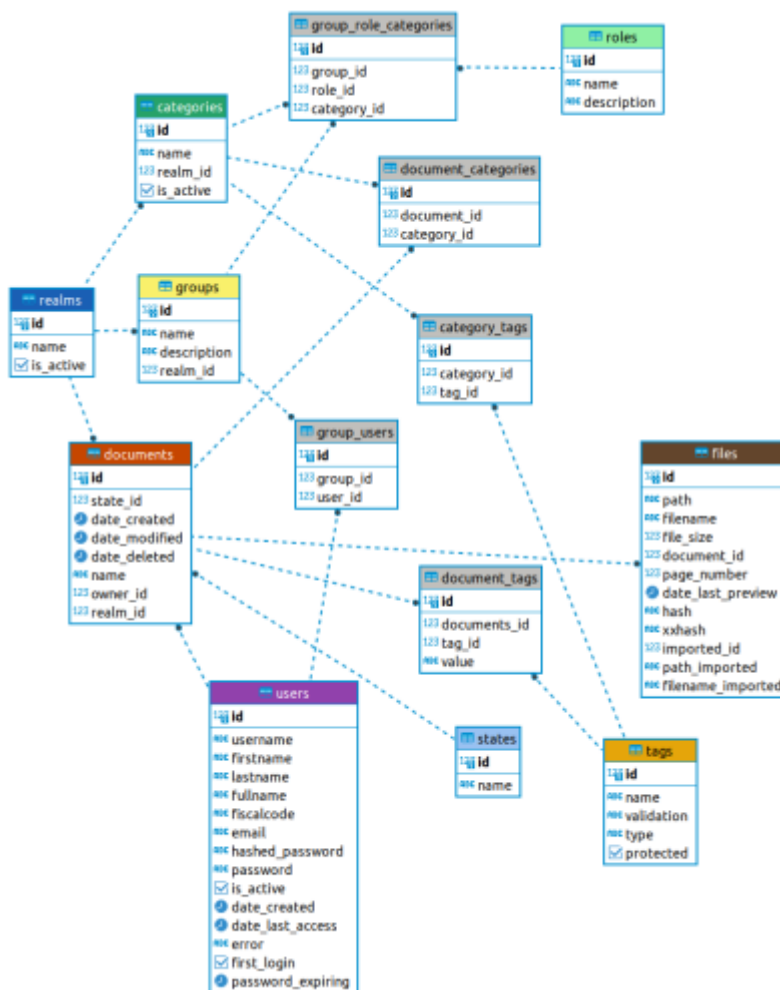 group_role_categories
id
group_id
role_id
category_id
roles
id
name
description
categories
id
name
realm_id
is_active
document_categories
id
document_id
category_id
realms
id
name
is_active
groups
id
name
description
realm_id
category_tags
id
category_id
tag_id
group_users
id
group_id
user_id
documents
id
state_id
date_created
date_modified
date_deleted
name
owner_id
realm_id
files
id
path
filename
file_size
document_id
page_number
date_last_preview
hash
xxhash
imported_id
path_imported
filename_imported
document_tags
id
documents_id
tag_id
value
users
id
username
firstname
lastname
fullname
fiscalcode
email
hashed_password
password
is_active
date_created
date_last_access
error
first_login
password_expiring
states
id
name
tags
id
name
validation
type
protected